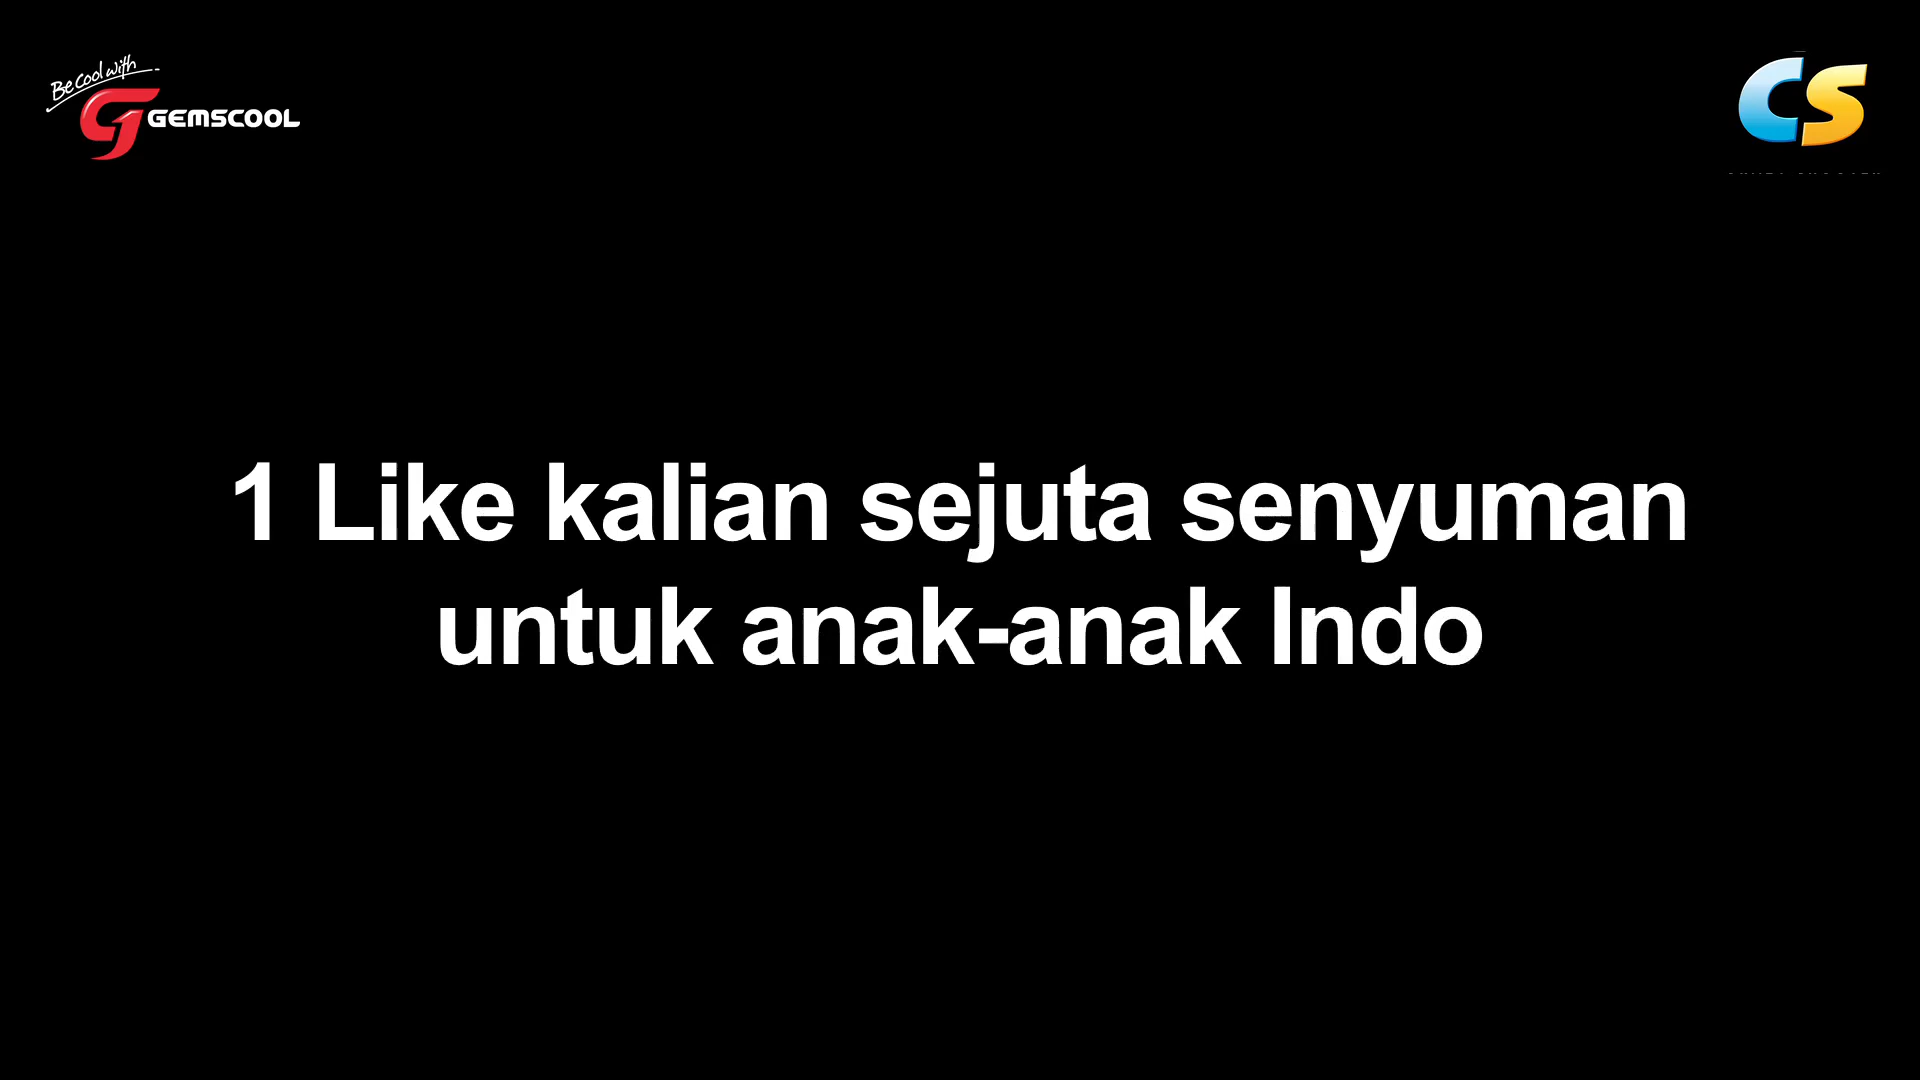 Be cool with...
GEMSCOOL
CS
1 Like kalian sejuta senyuman
untuk anak-anak Indo